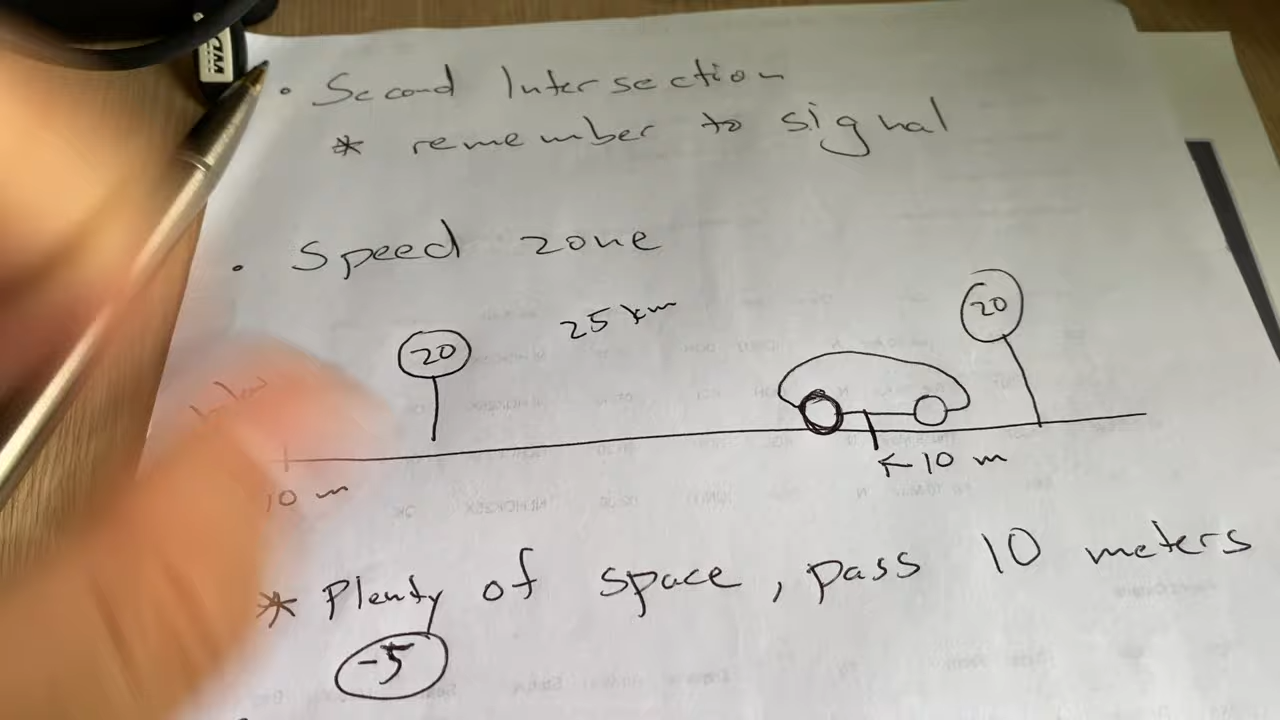 • Second Intersection
* remember to signal
• Speed zone
25 km
20
20
10 m
←10 m
* Plenty of space, pass 10 meters
-5